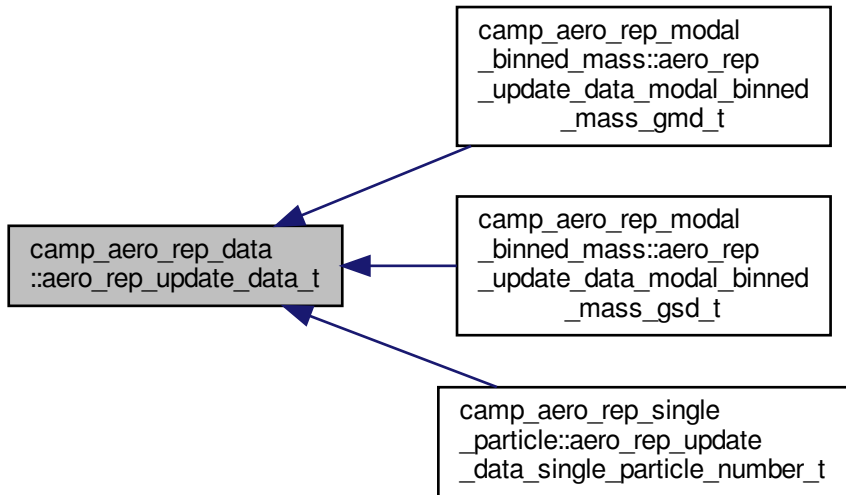 camp_aero_rep_modal
_binned_mass::aero_rep
_update_data_modal_binned
_mass_gmd_t
camp_aero_rep_data
::aero_rep_update_data_t
camp_aero_rep_modal
_binned_mass::aero_rep
_update_data_modal_binned
_mass_gsd_t
camp_aero_rep_single
_particle::aero_rep_update
_data_single_particle_number_t